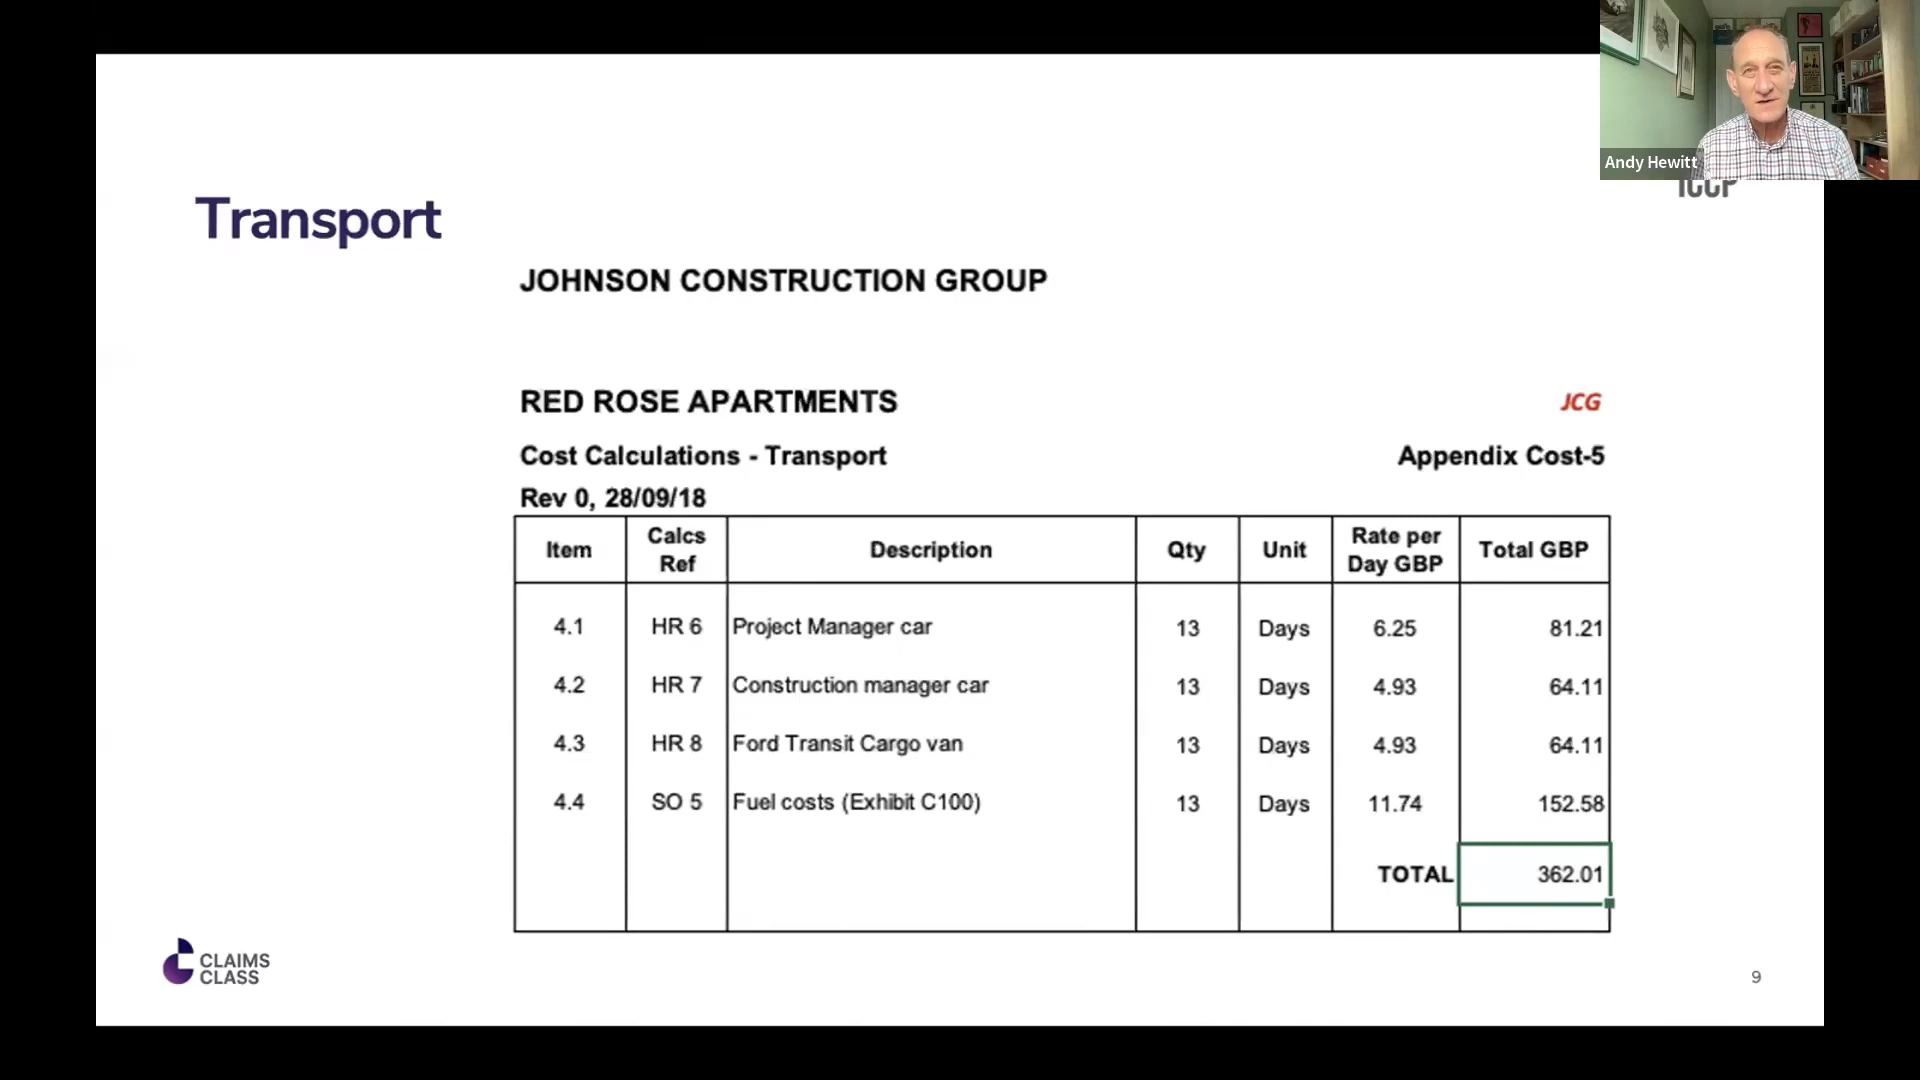 Andy Hewitt
Transport
JOHNSON CONSTRUCTION GROUP
RED ROSE APARTMENTS
JCG
Cost Calculations - Transport
Appendix Cost-5
Rev 0, 28/09/18
Item Calcs Ref Description Qty Unit Rate per Day GBP Total GBP
4.1 HR 6 Project Manager car 13 Days 6.25 81.21
4.2 HR 7 Construction manager car 13 Days 4.93 64.11
4.3 HR 8 Ford Transit Cargo van 13 Days 4.93 64.11
4.4 SO 5 Fuel costs (Exhibit C100) 13 Days 11.74 152.58
TOTAL 362.01
CLAIMS
CLASS
9